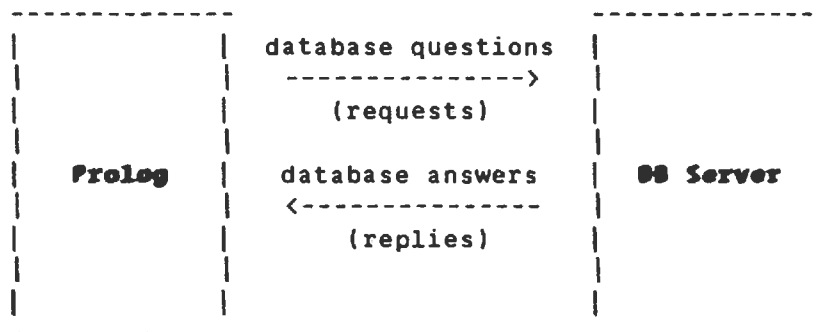 database questions
(requests)
Prolog database answers DB Server
(replies)